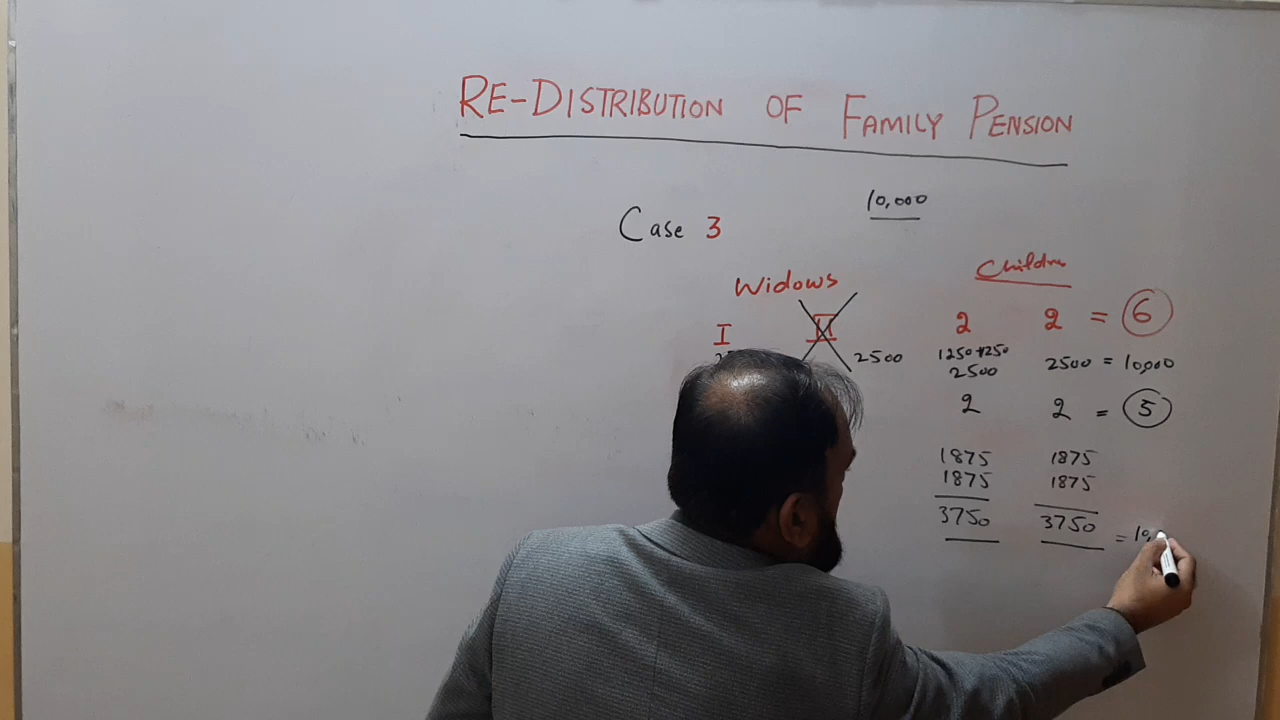 RE-DISTRIBUTION OF FAMILY PENSION
10,000
Case 3
Children
Widows
I II 2 2 = 6
2500 1250+1250 2500 = 10,000
2500
2 2 = 5
1875 1875
1875 1875
3750 3750 = 10,